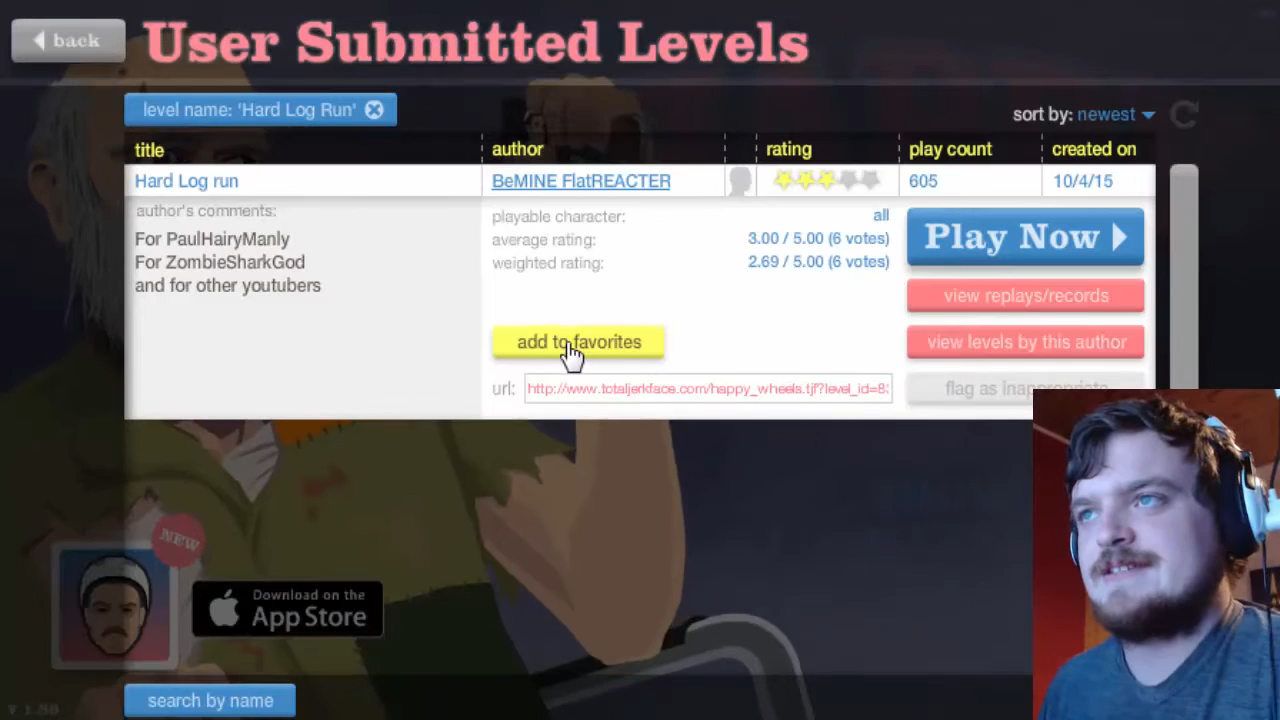 back
User Submitted Levels
level name: 'Hard Log Run'
sort by: newest
title author rating play count created on
Hard Log run BeMINE FlatREACTER 605 10/4/15
author's comments:
For PaulHairyManly
For ZombieSharkGod
and for other youtubers
playable character: all
average rating: 3.00 / 5.00 (6 votes)
weighted rating: 2.69 / 5.00 (6 votes)
add to favorites
url: http://www.totaljerkface.com/happy_wheels.tjf?level_id=8
Play Now
view replays/records
view levels by this author
flag as inappropriate
NEW
Download on the
App Store
search by name